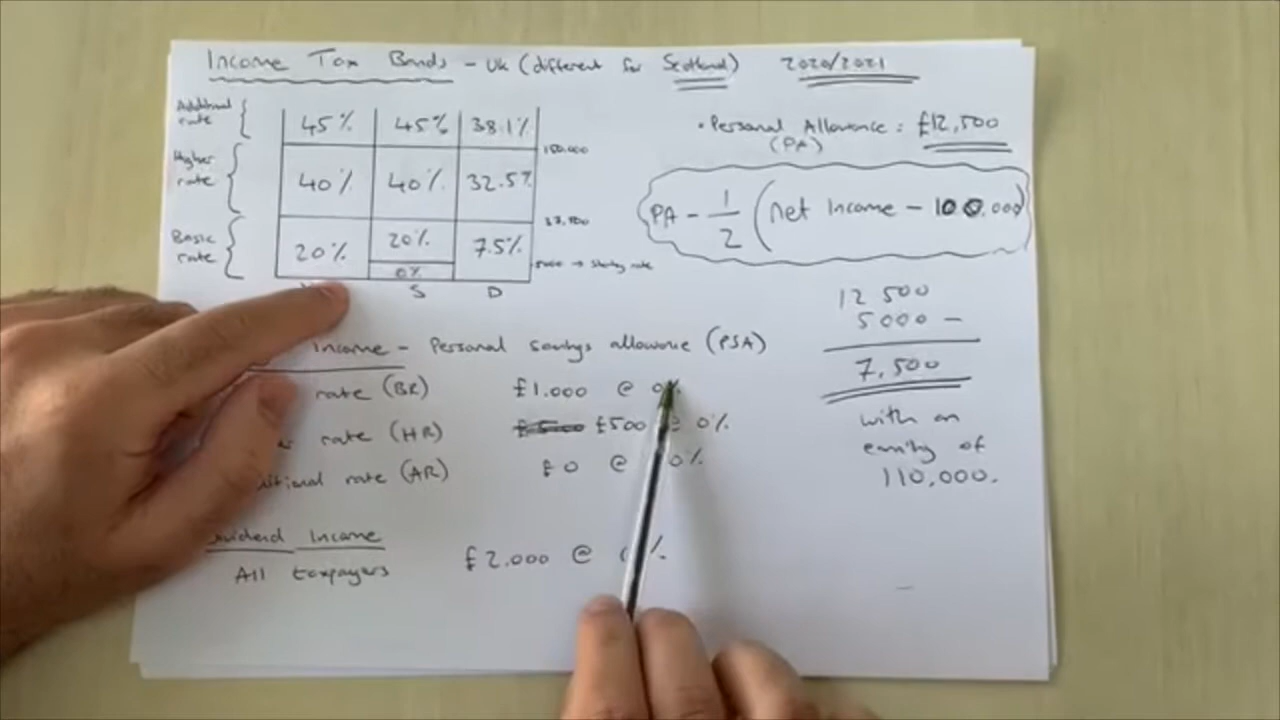 Income Tax Bands - UK (different for Scotland) 2020/2021
Additional rate
45% 45% 38.1%
150.000
Higher rate
40% 40% 32.5%
37,500
Basic rate
20% 20% 7.5%
0%
5000 → Starting rate
S D
• Personal Allowance : £12,500
(PA)
PA - 1/2 (net Income - 100.000)
12 500
5000 -
7,500
with an
earning of
110,000.
Income - Personal savings allowance (PSA)
rate (BR) £1.000 @ 0%
rate (HR) £500 @ 0%
rate (AR) £0 @ 0%
Dividend Income
All taxpayers £2.000 @ %